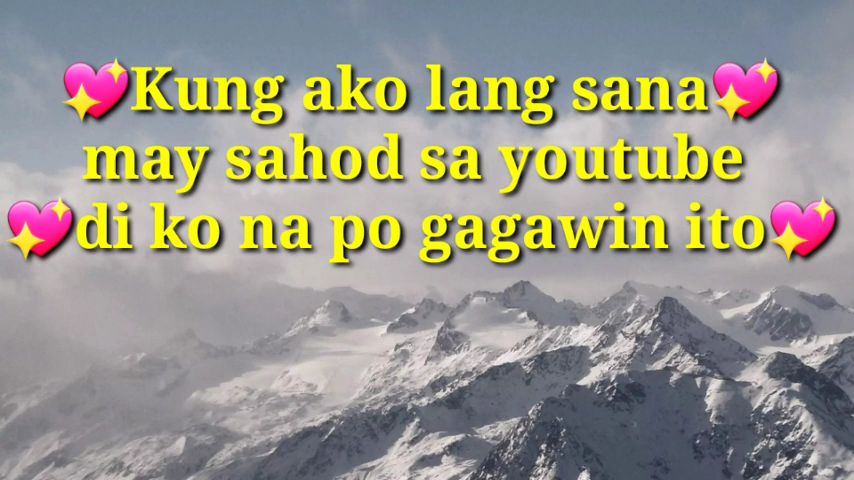 💖Kung ako lang sana💖
may sahod sa youtube
💖di ko na po gagawin ito💖